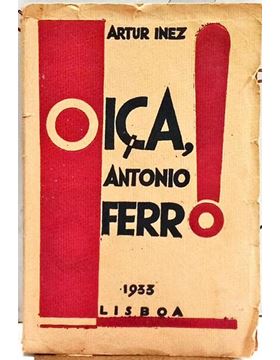 ARTUR INEZ
OIÇA,
ANTONIO
FERRO!
1933
LISBOA